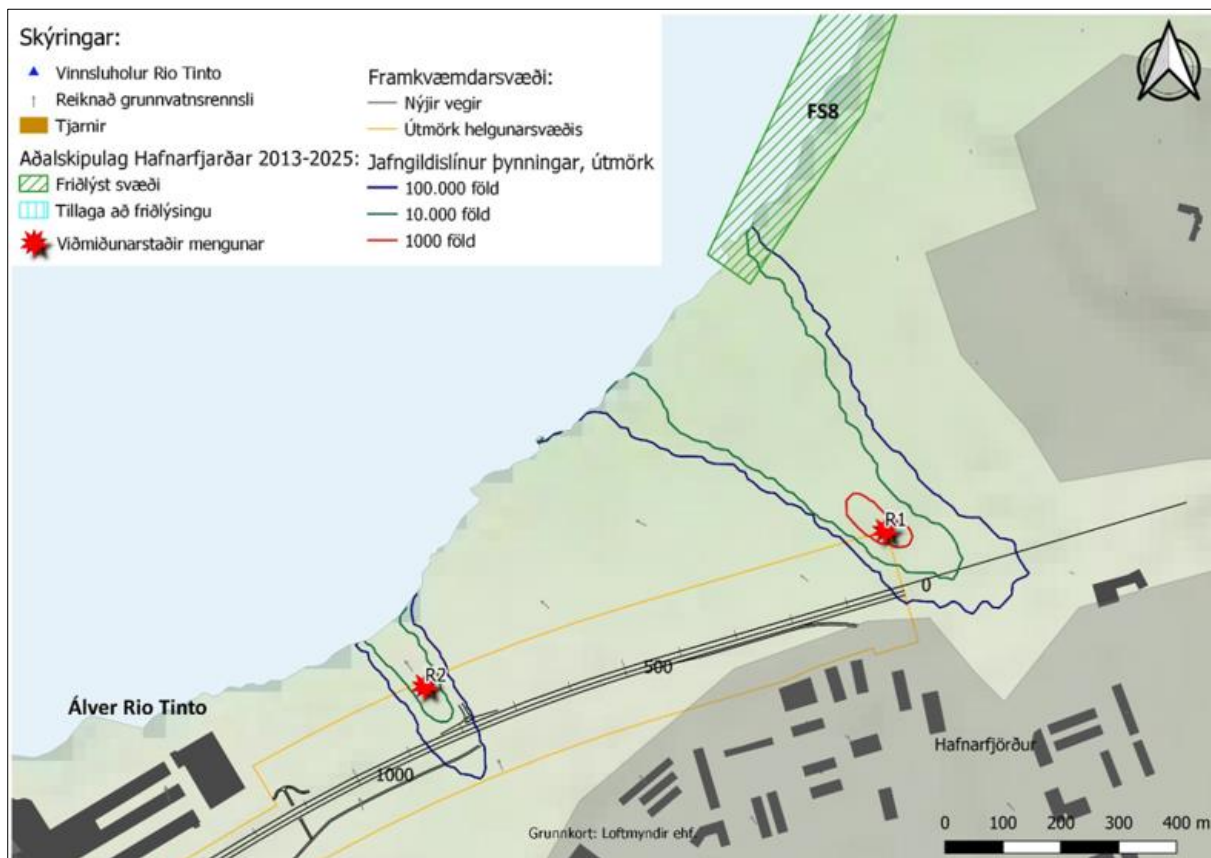 Skýringar:
Vinnsluholur Rio Tinto
Reiknað grunnvatnsrennsli
Tjarnir
Aðalskipulag Hafnarfjarðar 2013-2025:
Friðlýst svæði
Tillaga að friðlýsingu
Viðmiðunarstaðir mengunar
Framkvæmdarsvæði:
Nýjir vegir
Útmörk helgunarsvæðis
Jafngildislínur þynningar, útmörk
100.000 föld
10.000 föld
1000 föld
FS8
R1
0
500
R2
Álver Rio Tinto
1000
Hafnarfjörður
Grunnkort: Loftmyndir ehf.
0 100 200 300 400 m